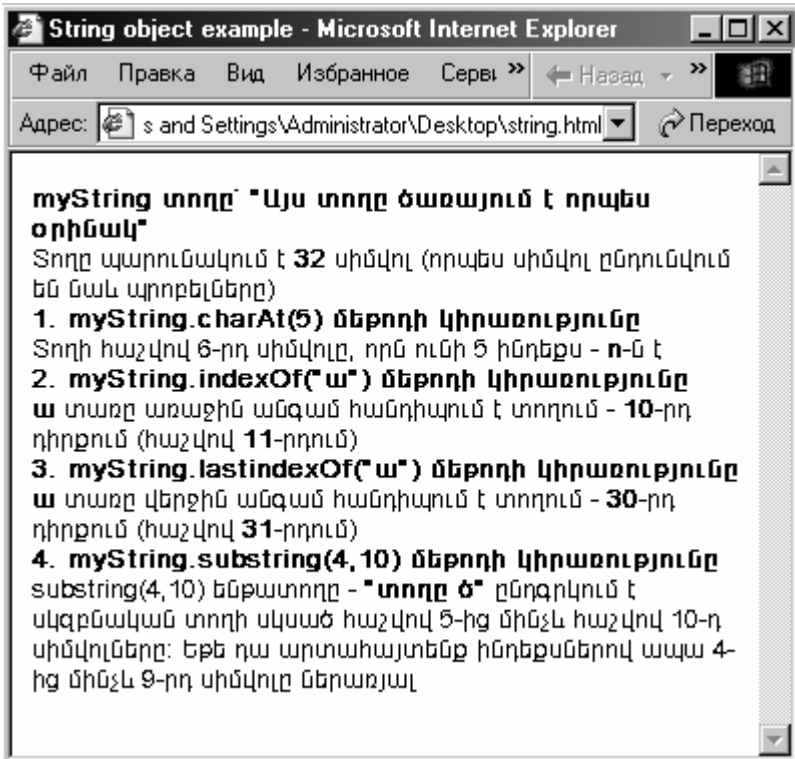 String object example - Microsoft Internet Explorer
Файл Правка Вид Избранное Серви » Назад »
Адрес: s and Settings\Administrator\Desktop\string.html Переход
myString տողը՝ "Այս տողը ծառայում է որպես
օրինակ"
Տողը պարունակում է 32 սիմվոլ (որպես սիմվոլ ընդունվում
են նաև պրոբելները)
1. myString.charAt(5) մեթոդի կիրառությունը
Տողի հաշվով 6-րդ սիմվոլը, որն ունի 5 ինդեքս - ո-ն է
2. myString.indexOf("ա") մեթոդի կիրառությունը
ա տառը առաջին անգամ հանդիպում է տողում - 10-րդ
դիրքում (հաշվով 11-րդում)
3. myString.lastindexOf("ա") մեթոդի կիրառությունը
ա տառը վերջին անգամ հանդիպում է տողում - 30-րդ
դիրքում (հաշվով 31-րդում)
4. myString.substring(4,10) մեթոդի կիրառությունը
substring(4,10) ենթատողը - "տողը ծ" ընդգրկում է
սկզբնական տողի սկսած հաշվով 5-ից մինչև հաշվով 10-դ
սիմվոլները: Եթե դա արտահայտենք ինդեքսներով ապա 4-
ից մինչև 9-րդ սիմվոլը ներառյալ